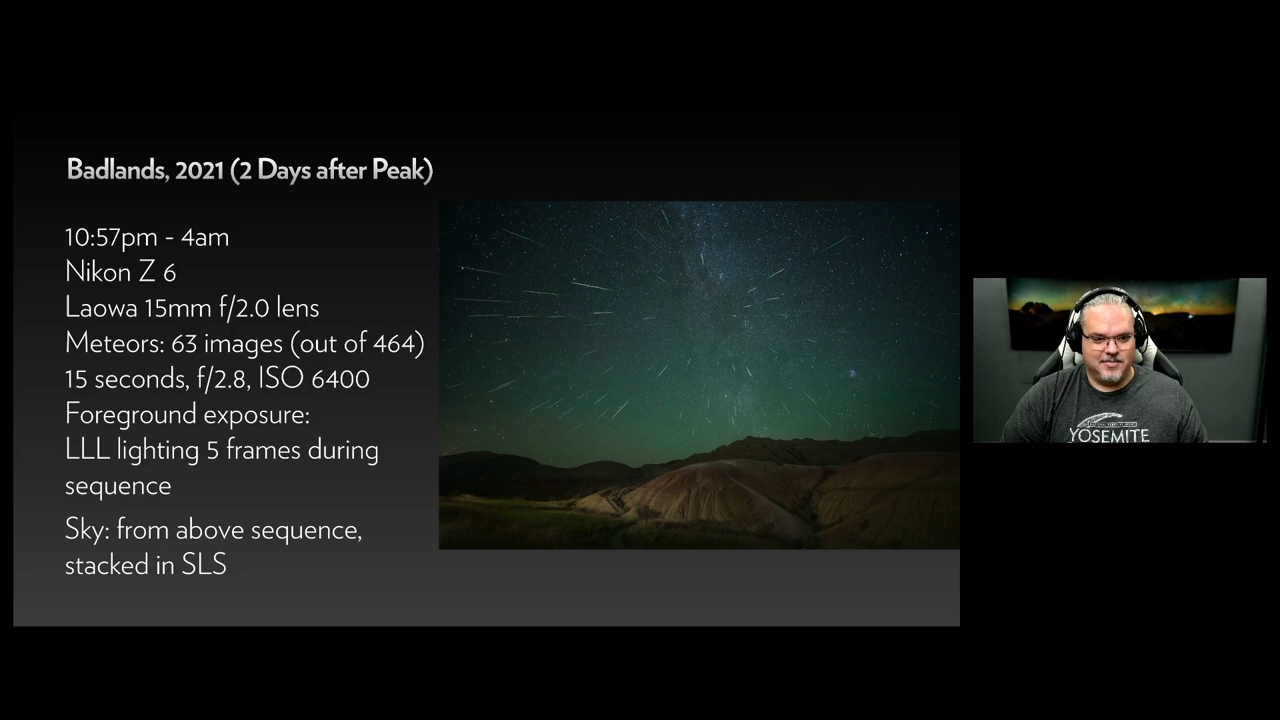 Badlands, 2021 (2 Days after Peak)
10:57pm - 4am
Nikon Z 6
Laowa 15mm f/2.0 lens
Meteors: 63 images (out of 464)
15 seconds, f/2.8, ISO 6400
Foreground exposure:
LLL lighting 5 frames during
sequence
Sky: from above sequence,
stacked in SLS
YOSEMITE